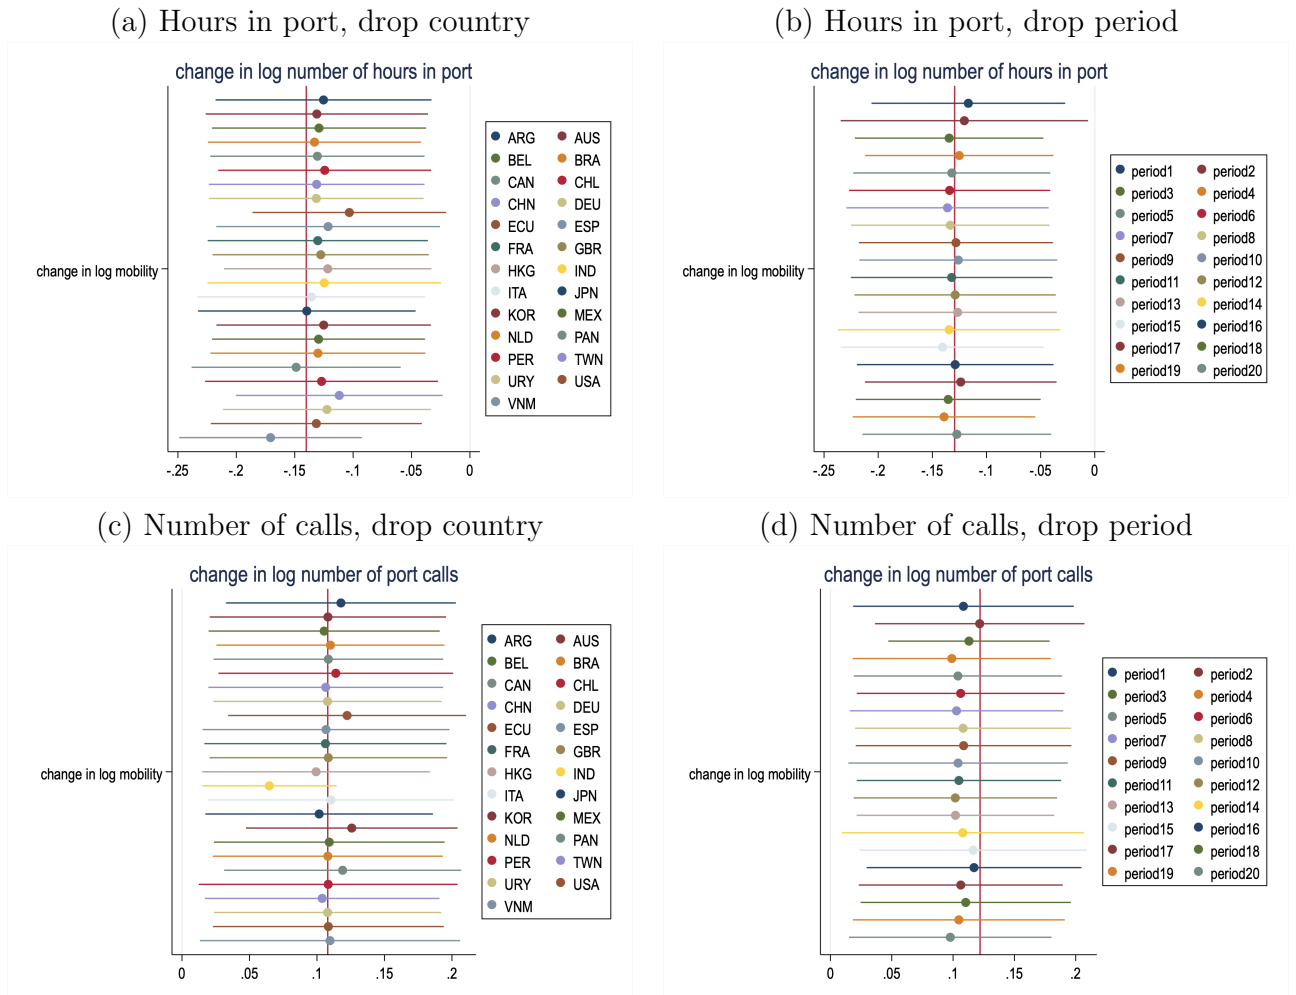 (a) Hours in port, drop country
change in log number of hours in port
change in log mobility
-.25 -.2 -.15 -.1 -.05 0
ARG AUS
BEL BRA
CAN CHL
CHN DEU
ECU ESP
FRA GBR
HKG IND
ITA JPN
KOR MEX
NLD PAN
PER TWN
URY USA
VNM
(b) Hours in port, drop period
change in log number of hours in port
change in log mobility
-.25 -.2 -.15 -.1 -.05 0
period1 period2
period3 period4
period5 period6
period7 period8
period9 period10
period11 period12
period13 period14
period15 period16
period17 period18
period19 period20
(c) Number of calls, drop country
change in log number of port calls
change in log mobility
0 .05 .1 .15 .2
ARG AUS
BEL BRA
CAN CHL
CHN DEU
ECU ESP
FRA GBR
HKG IND
ITA JPN
KOR MEX
NLD PAN
PER TWN
URY USA
VNM
(d) Number of calls, drop period
change in log number of port calls
change in log mobility
0 .05 .1 .15 .2
period1 period2
period3 period4
period5 period6
period7 period8
period9 period10
period11 period12
period13 period14
period15 period16
period17 period18
period19 period20